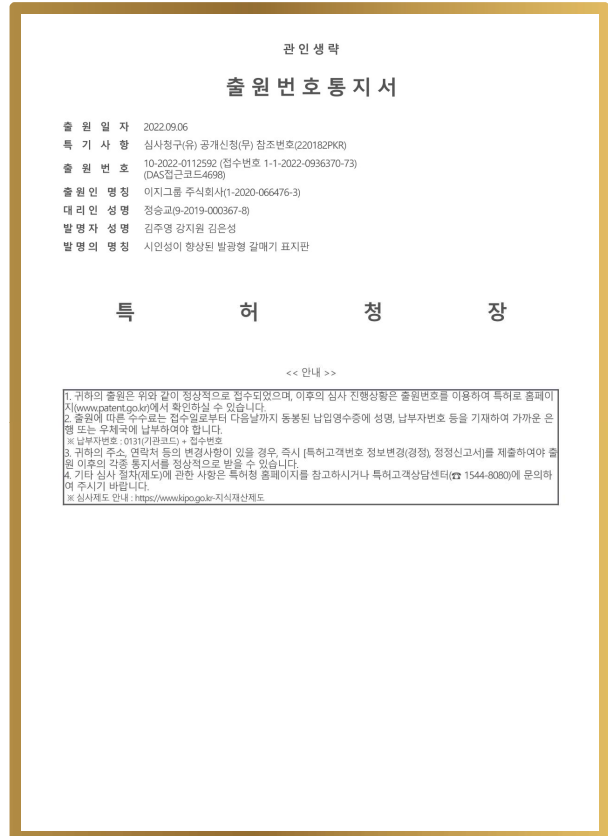 관 인 생 략
출 원 번 호 통 지 서
출 원 일 자 2022.09.06
특 기 사 항 심사청구(유) 공개신청(무) 참조번호(220182PKR)
출 원 번 호 10-2022-0112592 (접수번호 1-1-2022-0936370-73)
(DAS접근코드4698)
출 원 인 명 칭 이지그룹 주식회사(1-2020-066476-3)
대 리 인 성 명 정승교(9-2019-000367-8)
발 명 자 성 명 김주영 강지원 김은성
발 명 의 명 칭 시인성이 향상된 발광형 갈매기 표지판
특 허 청 장
<< 안내 >>
1. 귀하의 출원은 위와 같이 정상적으로 접수되었으며, 이후의 심사 진행상황은 출원번호를 이용하여 특허로 홈페이
지(www.patent.go.kr)에서 확인하실 수 있습니다.
2. 출원에 따른 수수료는 접수일로부터 다음날까지 동봉된 납입영수증에 성명, 납부자번호 등을 기재하여 가까운 은
행 또는 우체국에 납부하여야 합니다.
※ 납부자번호 : 0131(기관코드) + 접수번호
3. 귀하의 주소, 연락처 등의 변경사항이 있을 경우, 즉시 [특허고객번호 정보변경(경정), 정정신고서]를 제출하여야 출
원 이후의 각종 통지서를 정상적으로 받을 수 있습니다.
4. 기타 심사 절차(제도)에 관한 사항은 특허청 홈페이지를 참고하시거나 특허고객상담센터(☎ 1544-8080)에 문의하
여 주시기 바랍니다.
※ 심사제도 안내 : https://www.kipo.go.kr-지식재산제도